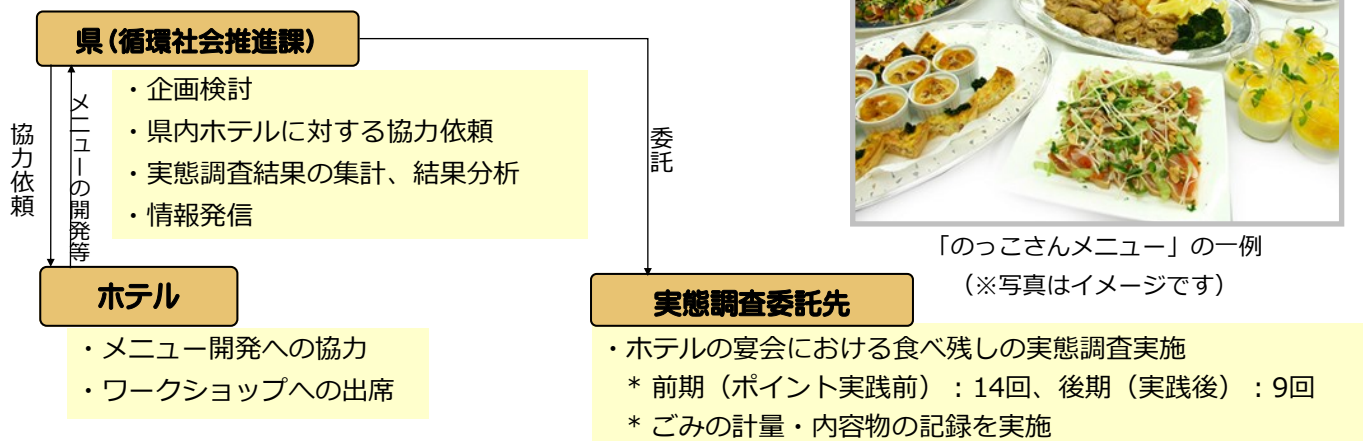 県（循環社会推進課）
・企画検討
・県内ホテルに対する協力依頼
・実態調査結果の集計、結果分析
・情報発信
協力依頼
メニューの開発等
委託
「のっこさんメニュー」の一例
（※写真はイメージです）
ホテル
・メニュー開発への協力
・ワークショップへの出席
実態調査委託先
・ホテルの宴会における食べ残しの実態調査実施
* 前期（ポイント実践前）：14回、後期（実践後）：9回
* ごみの計量・内容物の記録を実施